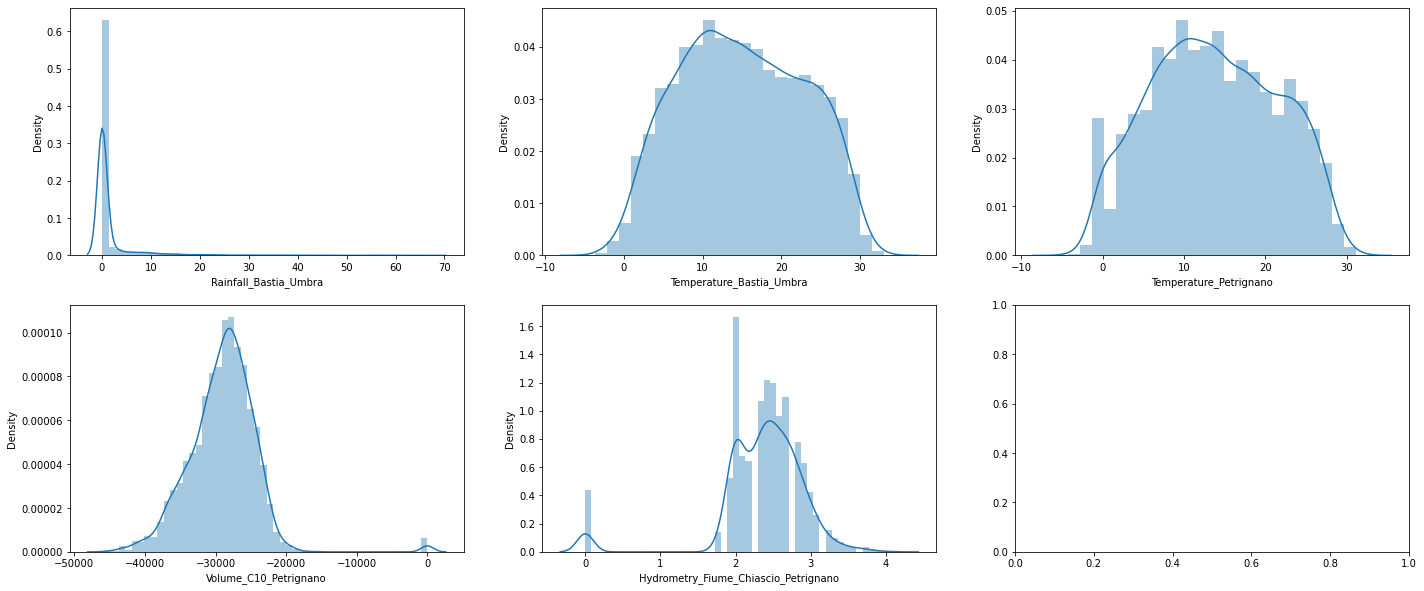 0.6
0.5
0.4
0.3
0.2
0.1
0.0
Density
0 10 20 30 40 50 60 70
Rainfall_Bastia_Umbra
0.04
0.03
0.02
0.01
0.00
Density
−10 0 10 20 30
Temperature_Bastia_Umbra
0.05
0.04
0.03
0.02
0.01
0.00
Density
−10 0 10 20 30
Temperature_Petrignano
0.00010
0.00008
0.00006
0.00004
0.00002
0.00000
Density
−50000 −40000 −30000 −20000 −10000 0
Volume_C10_Petrignano
1.6
1.4
1.2
1.0
0.8
0.6
0.4
0.2
0.0
Density
0 1 2 3 4
Hydrometry_Fiume_Chiascio_Petrignano
1.0
0.8
0.6
0.4
0.2
0.0
0.0 0.2 0.4 0.6 0.8 1.0